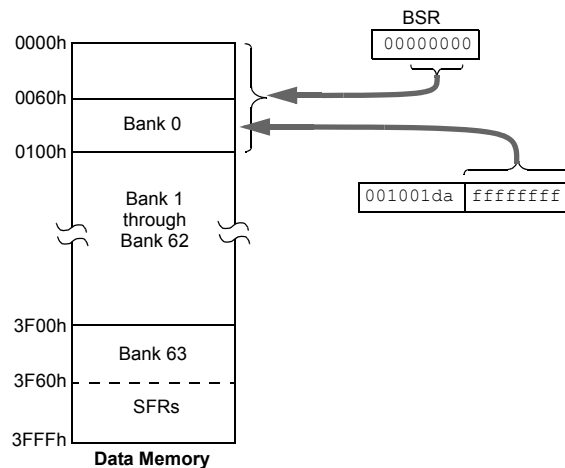 BSR
00000000
0000h
0060h
Bank 0
0100h
001001da ffffffff
Bank 1
through
Bank 62
3F00h
Bank 63
3F60h
SFRs
3FFFh
Data Memory